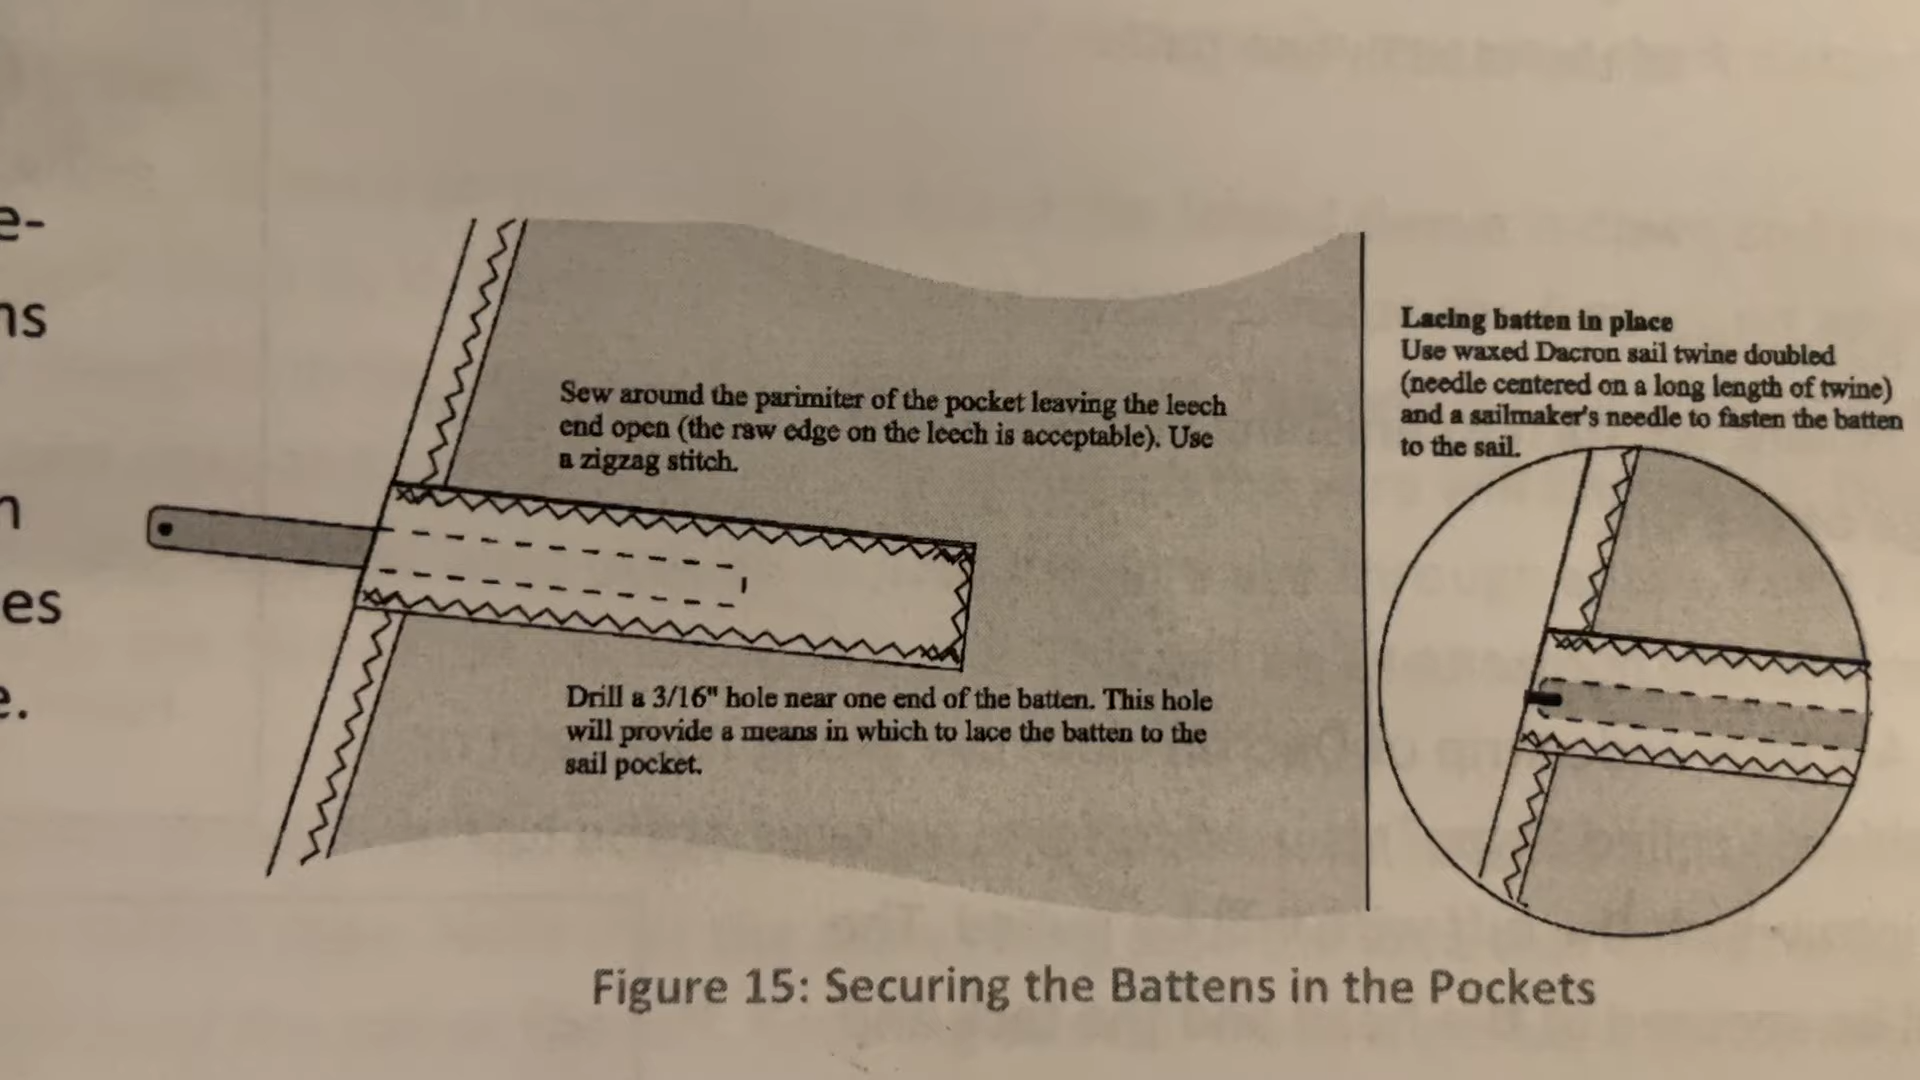 e-
ns
n
es
e.
Sew around the parimiter of the pocket leaving the leech
end open (the raw edge on the leech is acceptable). Use
a zigzag stitch.
Drill a 3/16" hole near one end of the batten. This hole
will provide a means in which to lace the batten to the
sail pocket.
Lacing batten in place
Use waxed Dacron sail twine doubled
(needle centered on a long length of twine)
and a sailmaker's needle to fasten the batten
to the sail.
Figure 15: Securing the Battens in the Pockets